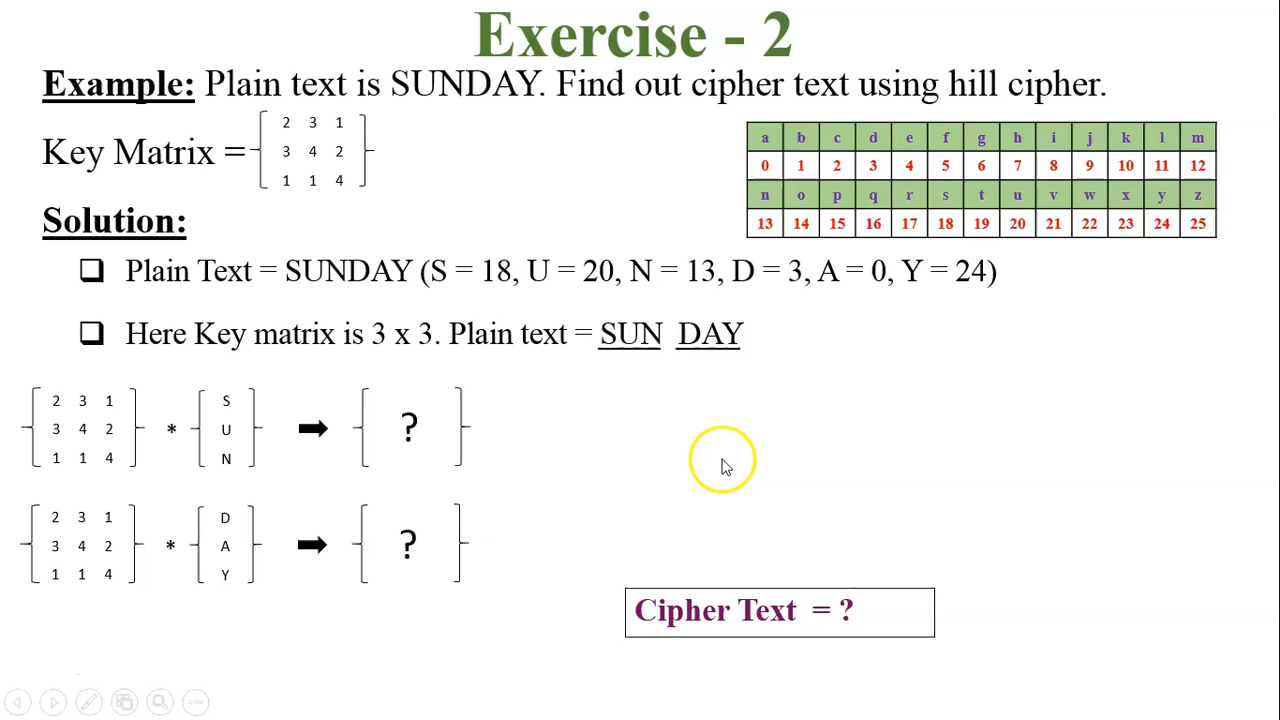 Exercise - 2
Example: Plain text is SUNDAY. Find out cipher text using hill cipher.
Key Matrix =
2 3 1
3 4 2
1 1 4
a b c d e f g h i j k l m
0 1 2 3 4 5 6 7 8 9 10 11 12
n o p q r s t u v w x y z
13 14 15 16 17 18 19 20 21 22 23 24 25
Solution:
Plain Text = SUNDAY (S = 18, U = 20, N = 13, D = 3, A = 0, Y = 24)
Here Key matrix is 3 x 3. Plain text = SUN DAY
2 3 1 S
3 4 2 * U ?
1 1 4 N
2 3 1 D
3 4 2 * A ?
1 1 4 Y
Cipher Text = ?